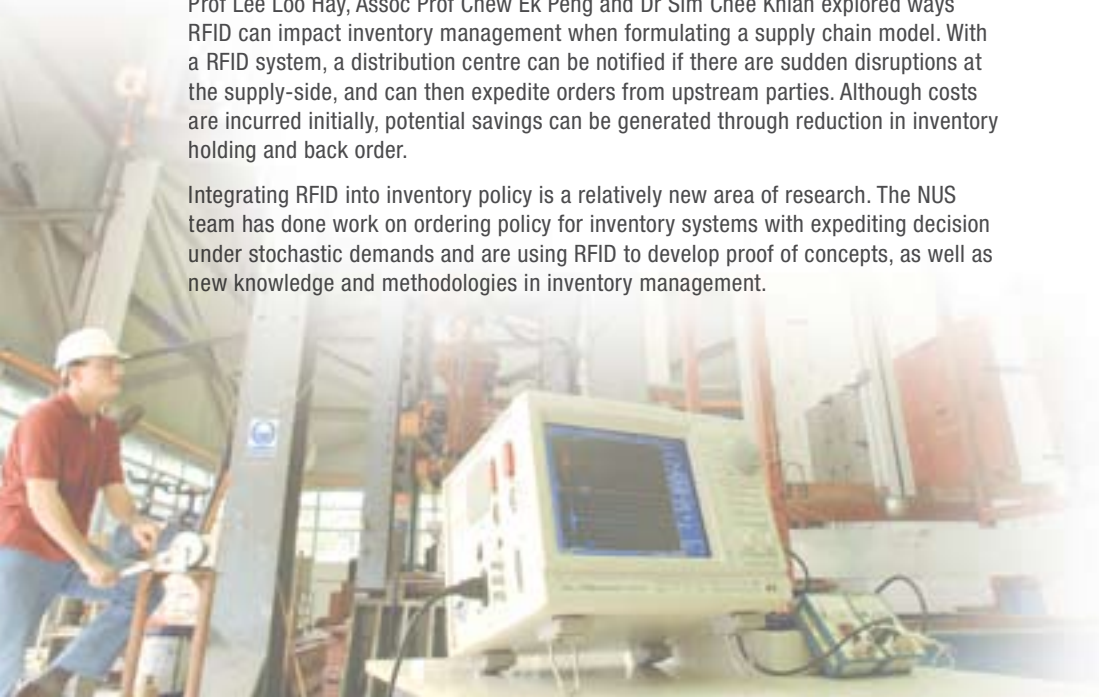 Prof Lee Loo Hay, Assoc Prof Chew Ek Peng and Dr Sim Chee Khian explored ways
RFID can impact inventory management when formulating a supply chain model. With
a RFID system, a distribution centre can be notified if there are sudden disruptions at
the supply-side, and can then expedite orders from upstream parties. Although costs
are incurred initially, potential savings can be generated through reduction in inventory
holding and back order.
Integrating RFID into inventory policy is a relatively new area of research. The NUS
team has done work on ordering policy for inventory systems with expediting decision
under stochastic demands and are using RFID to develop proof of concepts, as well as
new knowledge and methodologies in inventory management.